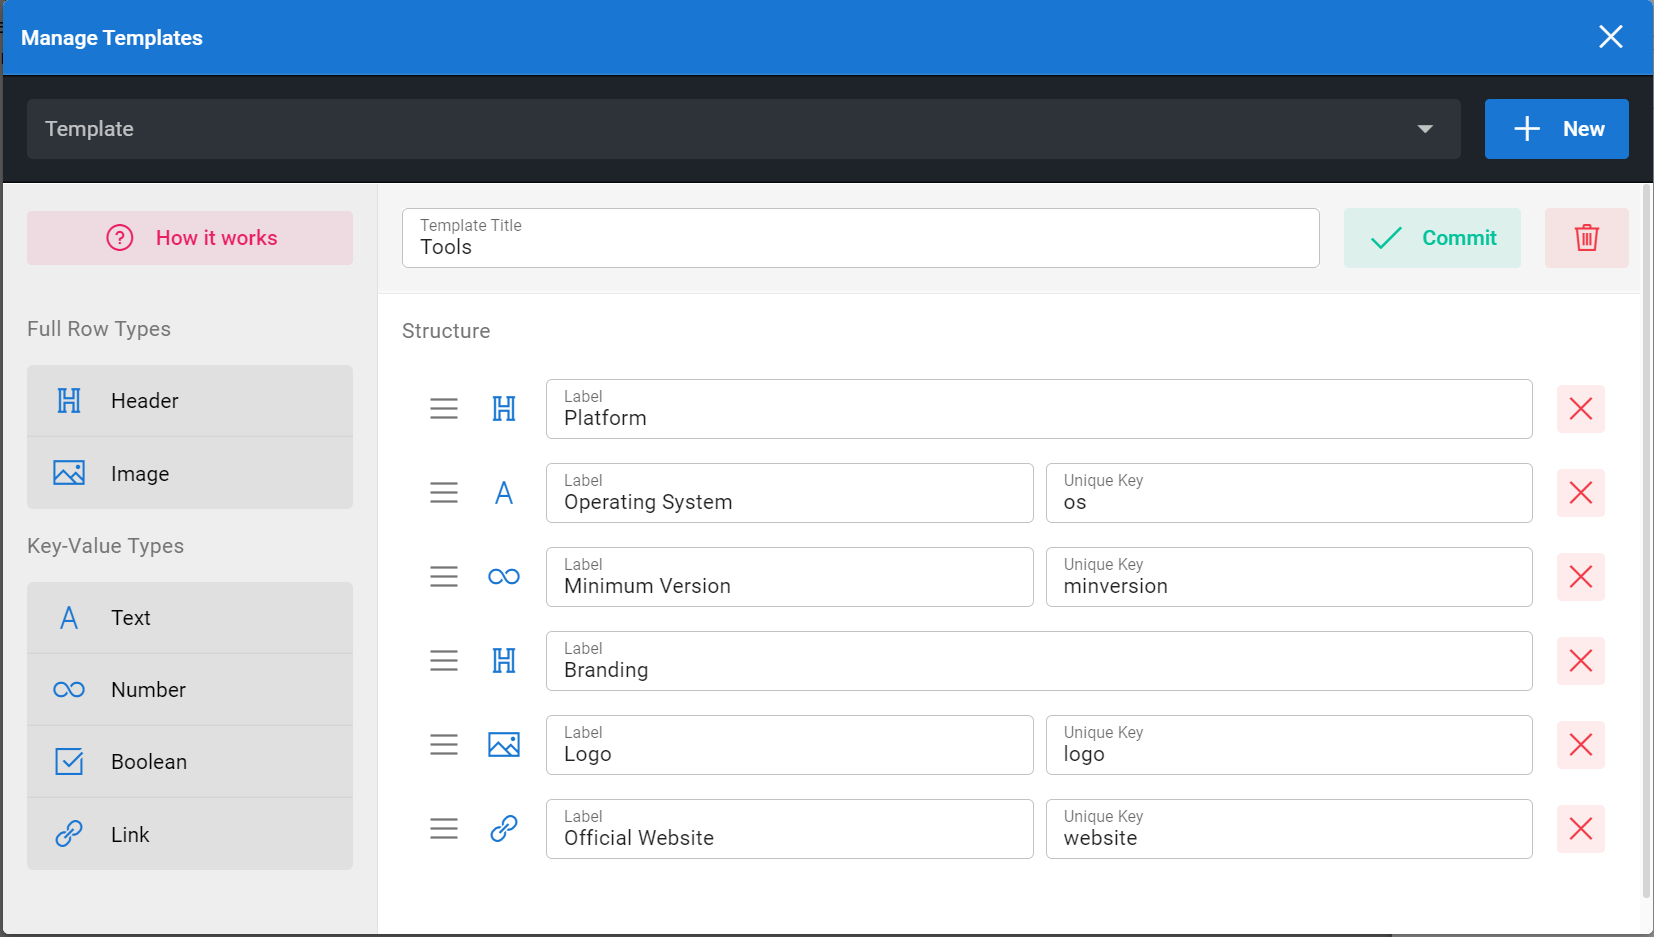 Manage Templates
Template
New
How it works
Full Row Types
Header
Image
Key-Value Types
Text
Number
Boolean
Link
Template Title
Tools
Commit
Structure
Label
Platform
Label
Operating System
Unique Key
os
Label
Minimum Version
Unique Key
minversion
Label
Branding
Label
Logo
Unique Key
logo
Label
Official Website
Unique Key
website